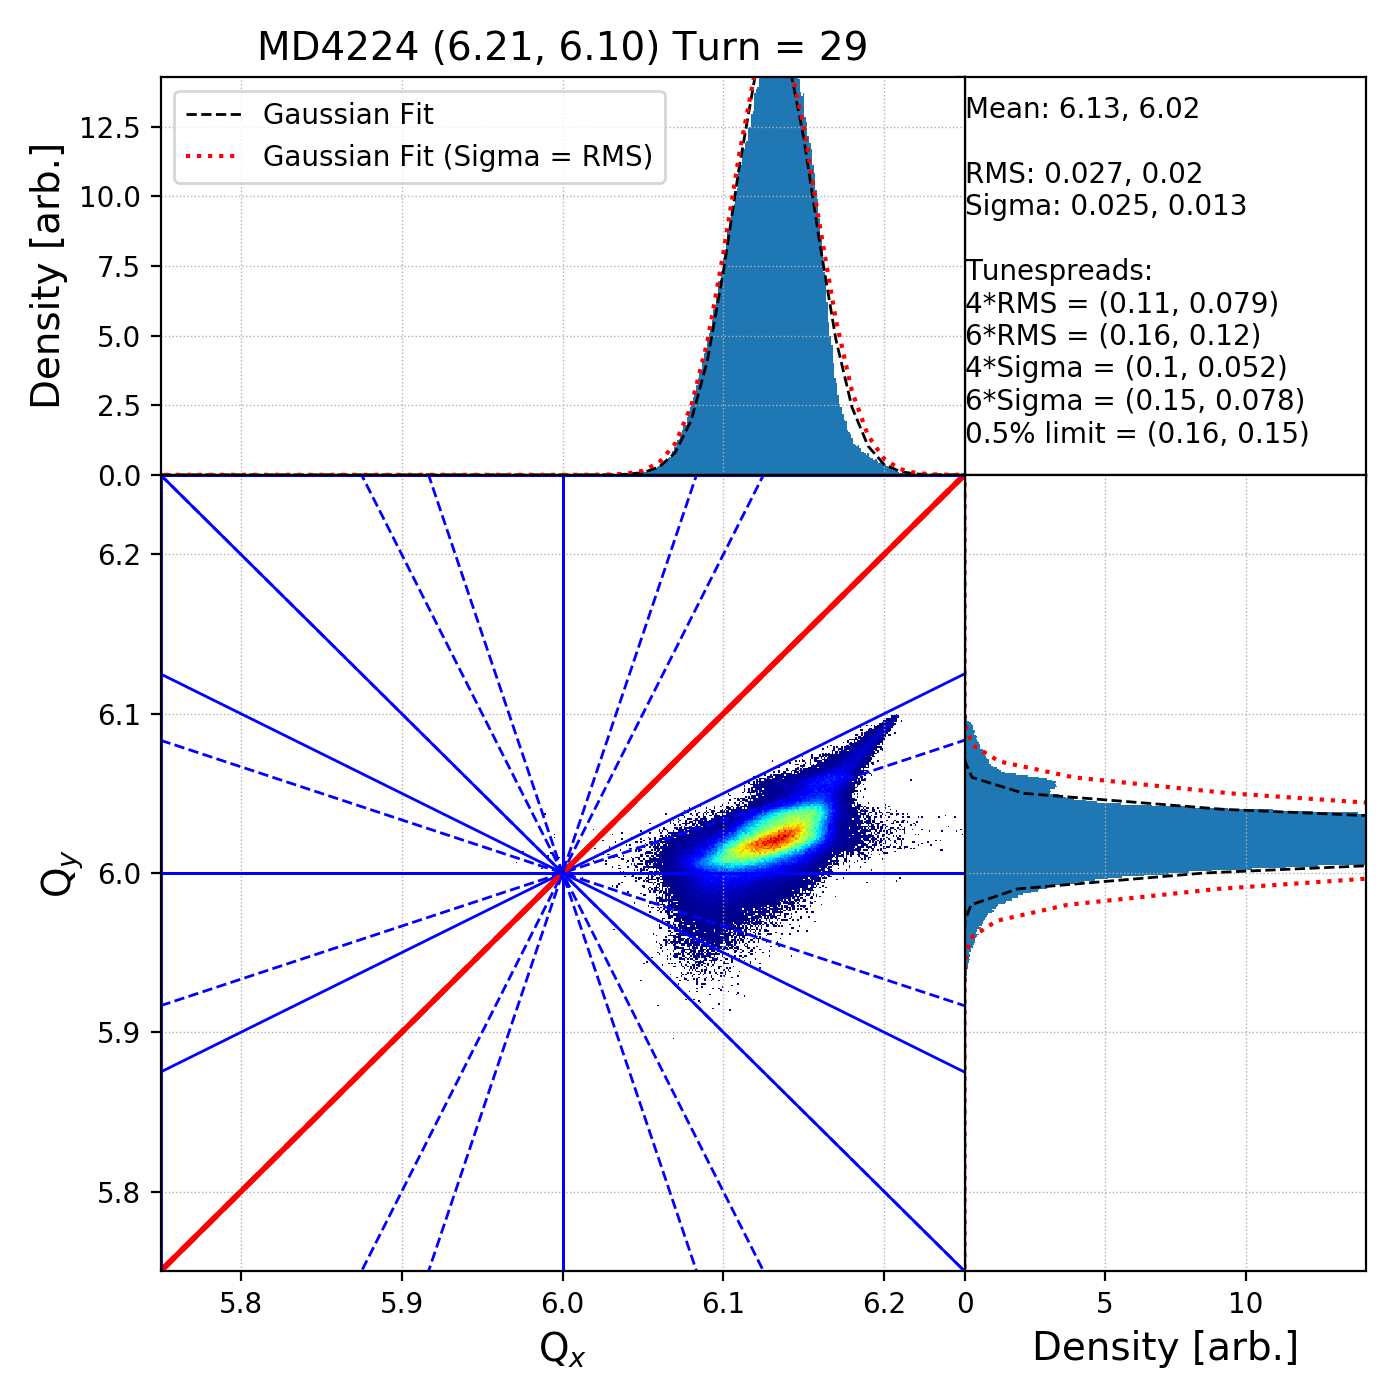 MD4224 (6.21, 6.10) Turn = 29
Gaussian Fit
Gaussian Fit (Sigma = RMS)
Density [arb.]
12.5
10.0
7.5
5.0
2.5
0.0
Mean: 6.13, 6.02
RMS: 0.027, 0.02
Sigma: 0.025, 0.013
Tunespreads:
4*RMS = (0.11, 0.079)
6*RMS = (0.16, 0.12)
4*Sigma = (0.1, 0.052)
6*Sigma = (0.15, 0.078)
0.5% limit = (0.16, 0.15)
Qy
6.2
6.1
6.0
5.9
5.8
5.8 5.9 6.0 6.1 6.2
Qx
0 5 10
Density [arb.]